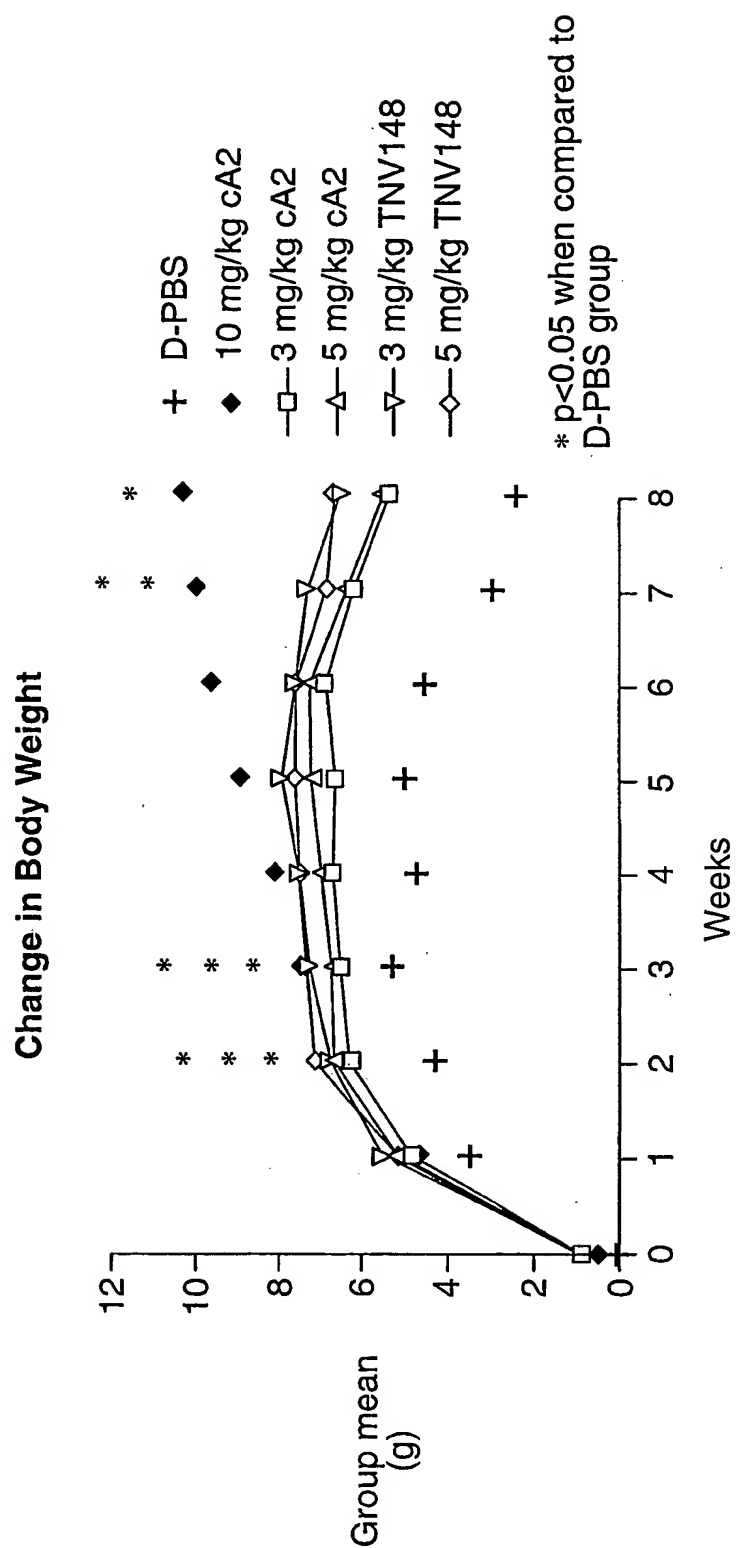 Change in Body Weight
12
10
8
6
4
2
0
Group mean
(g)
0 1 2 3 4 5 6 7 8
Weeks
* * *
* * *
* *
*
D-PBS
10 mg/kg cA2
3 mg/kg cA2
5 mg/kg cA2
3 mg/kg TNV148
5 mg/kg TNV148
* p<0.05 when compared to
D-PBS group